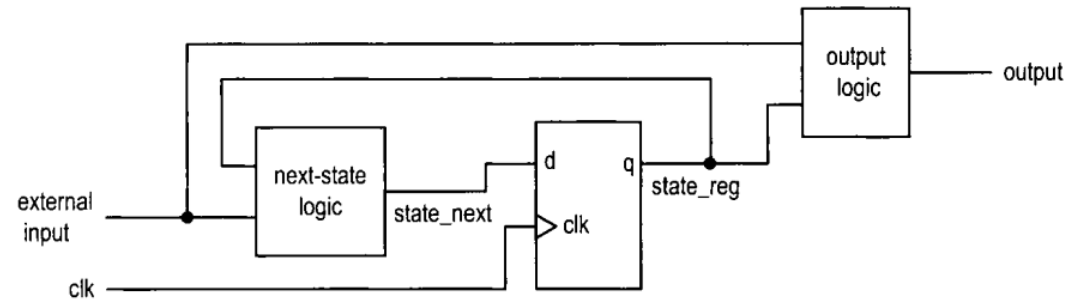 output
logic
output
next-state
logic
d
q
state_reg
external
input
state_next
clk
clk